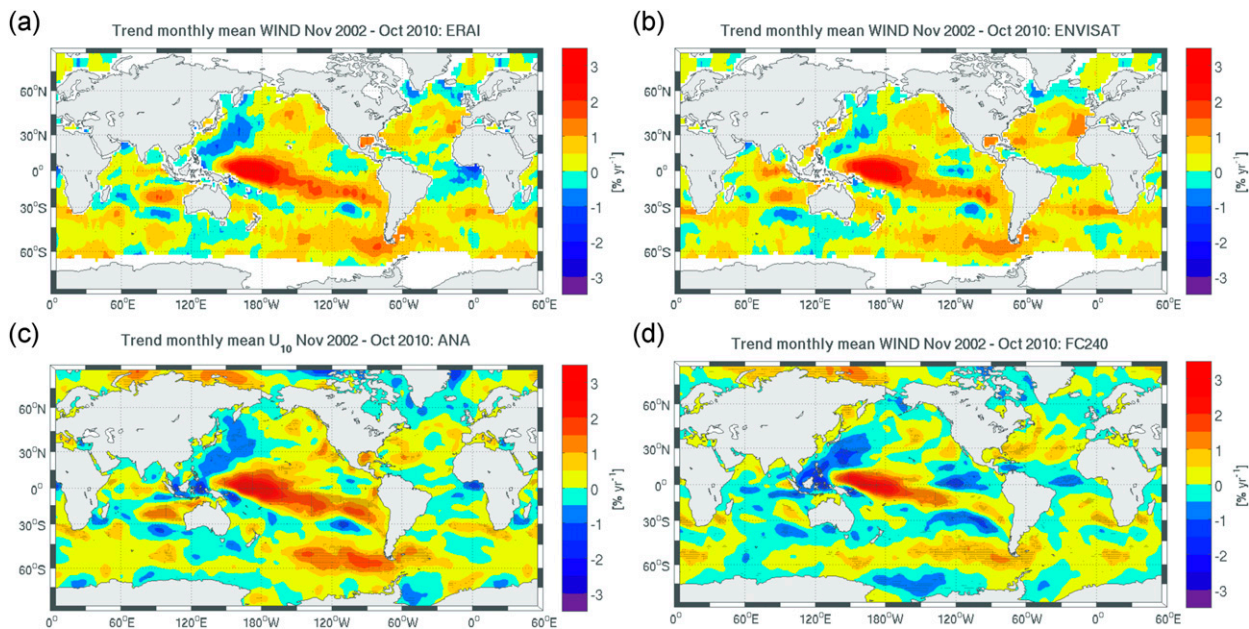 (a)
Trend monthly mean WIND Nov 2002 - Oct 2010: ERAI
60°N
30°N
0°
30°S
60°S
0° 60°E 120°E 180°W 120°W 60°W 0° 60°E
3
2
1
0
-1
-2
-3
[% yr⁻¹]
(b)
Trend monthly mean WIND Nov 2002 - Oct 2010: ENVISAT
60°N
30°N
0°
30°S
60°S
0° 60°E 120°E 180°W 120°W 60°W 0° 60°E
3
2
1
0
-1
-2
-3
[% yr⁻¹]
(c)
Trend monthly mean U₁₀ Nov 2002 - Oct 2010: ANA
60°N
30°N
0°
30°S
60°S
0° 60°E 120°E 180°W 120°W 60°W 0° 60°E
3
2
1
0
-1
-2
-3
[% yr⁻¹]
(d)
Trend monthly mean WIND Nov 2002 - Oct 2010: FC240
60°N
30°N
0°
30°S
60°S
0° 60°E 120°E 180°W 120°W 60°W 0° 60°E
3
2
1
0
-1
-2
-3
[% yr⁻¹]